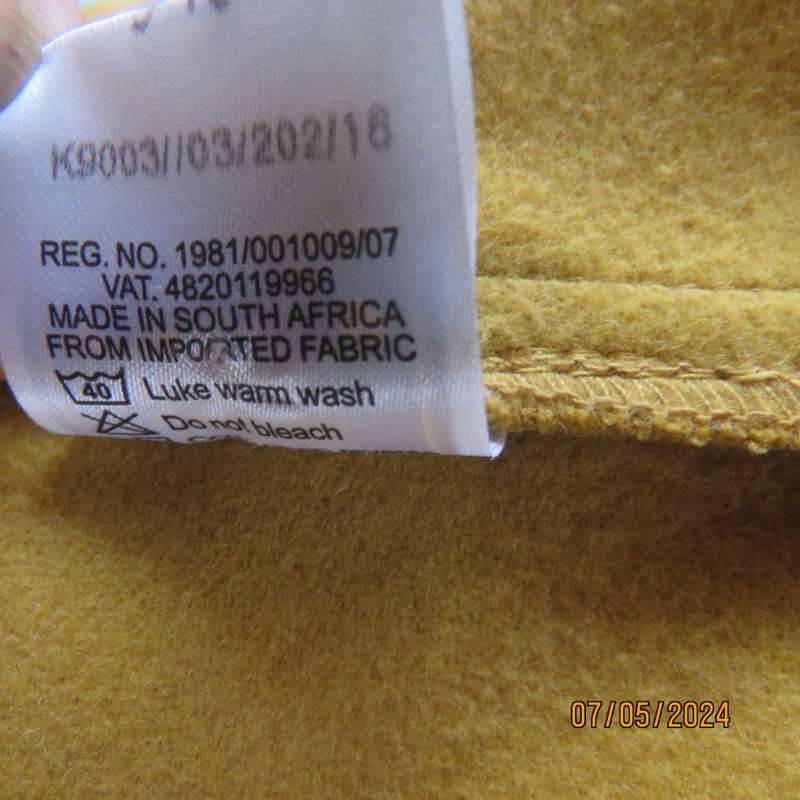 K9003//03/202/18
REG. NO. 1981/001009/07
VAT. 4820119966
MADE IN SOUTH AFRICA
FROM IMPORTED FABRIC
40 Luke warm wash
Do not bleach
07/05/2024